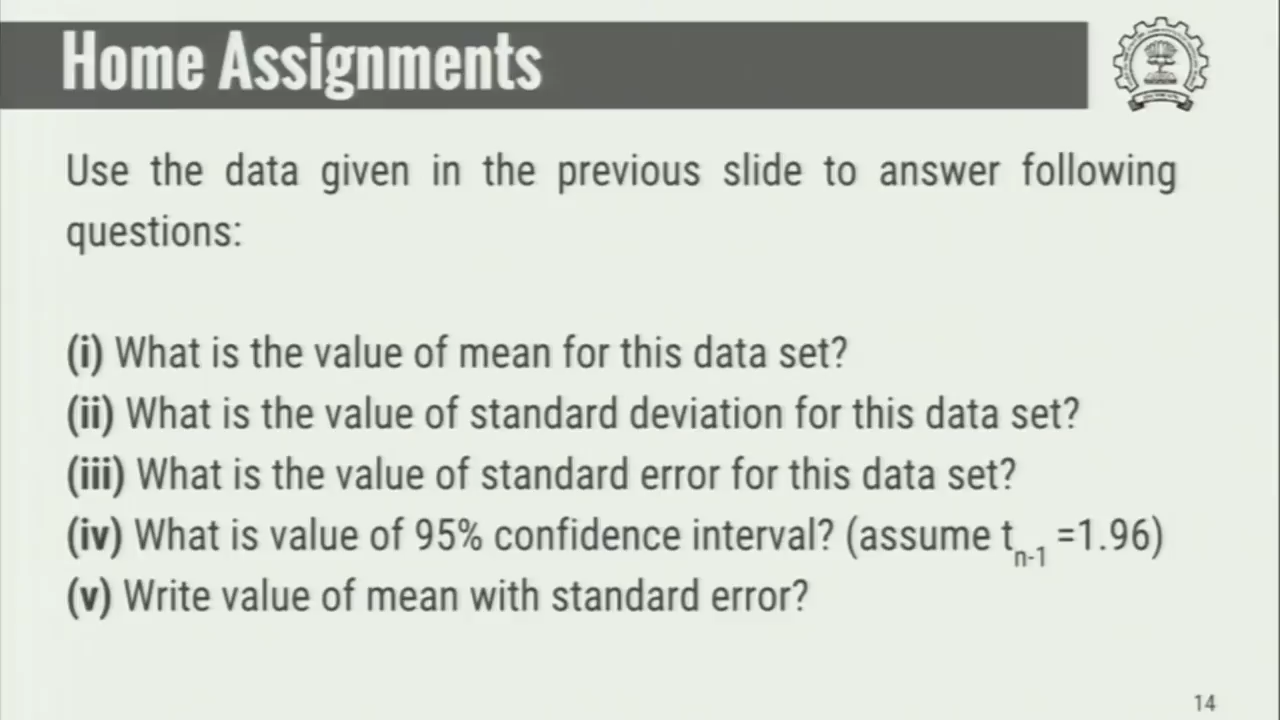 Home Assignments
Use the data given in the previous slide to answer following
questions:
(i) What is the value of mean for this data set?
(ii) What is the value of standard deviation for this data set?
(iii) What is the value of standard error for this data set?
(iv) What is value of 95% confidence interval? (assume t n-1 =1.96)
(v) Write value of mean with standard error?
14